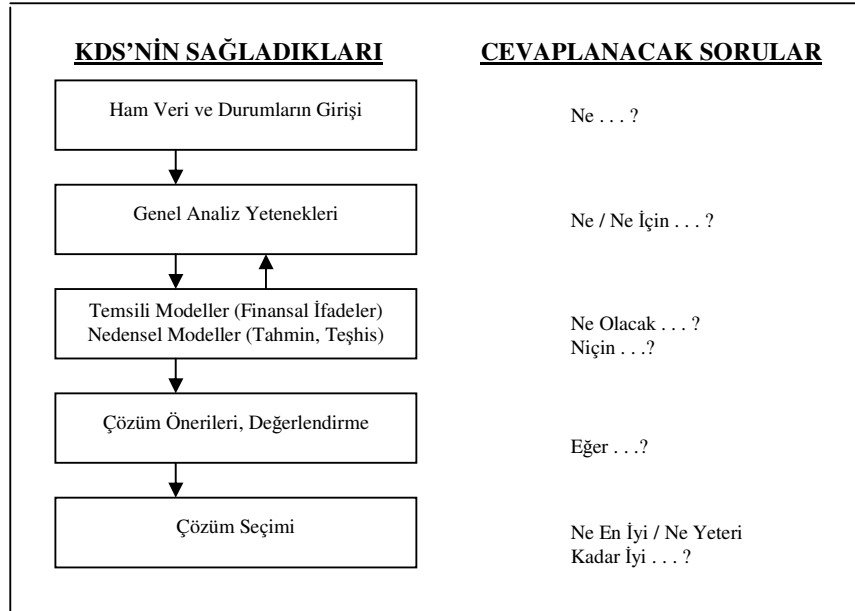 KDS’NİN SAĞLADIKLARI
CEVAPLANACAK SORULAR
Ham Veri ve Durumların Girişi
Ne . . . ?
Genel Analiz Yetenekleri
Ne / Ne İçin . . . ?
Temsili Modeller (Finansal İfadeler)
Nedensel Modeller (Tahmin, Teşhis)
Ne Olacak . . . ?
Niçin . . .?
Çözüm Önerileri, Değerlendirme
Eğer . . .?
Çözüm Seçimi
Ne En İyi / Ne Yeteri
Kadar İyi . . . ?